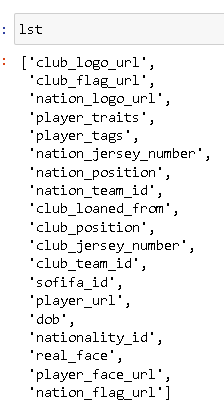 : lst
: ['club_logo_url',
'club_flag_url',
'nation_logo_url',
'player_traits',
'player_tags',
'nation_jersey_number',
'nation_position',
'nation_team_id',
'club_loaned_from',
'club_position',
'club_jersey_number',
'club_team_id',
'sofifa_id',
'player_url',
'dob',
'nationality_id',
'real_face',
'player_face_url',
'nation_flag_url']